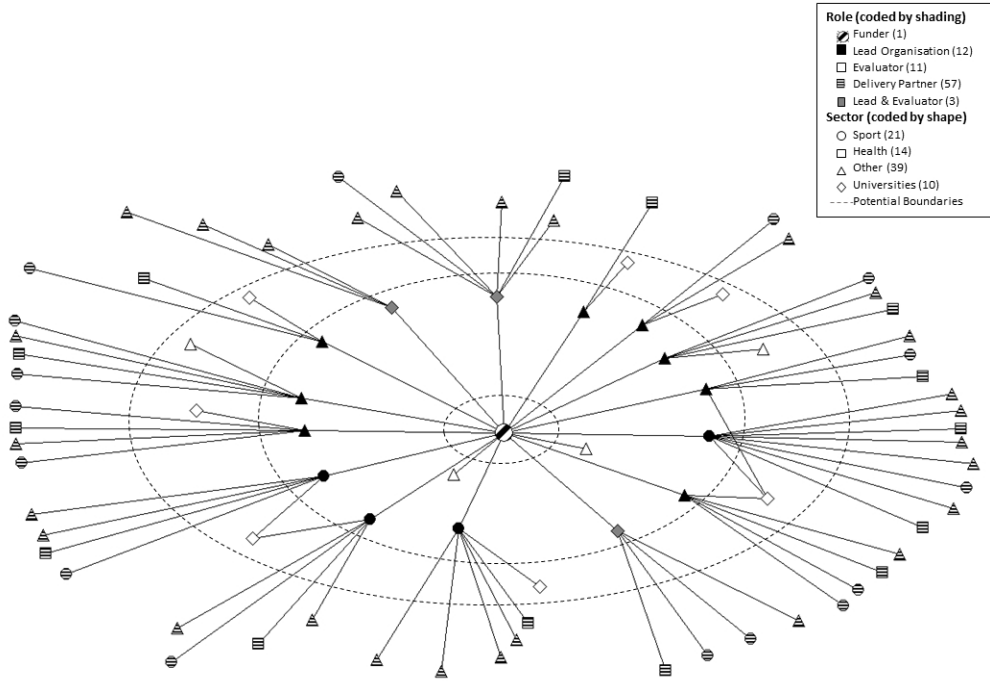 Role (coded by shading)
Funder (1)
Lead Organisation (12)
Evaluator (11)
Delivery Partner (57)
Lead & Evaluator (3)
Sector (coded by shape)
Sport (21)
Health (14)
Other (39)
Universities (10)
Potential Boundaries